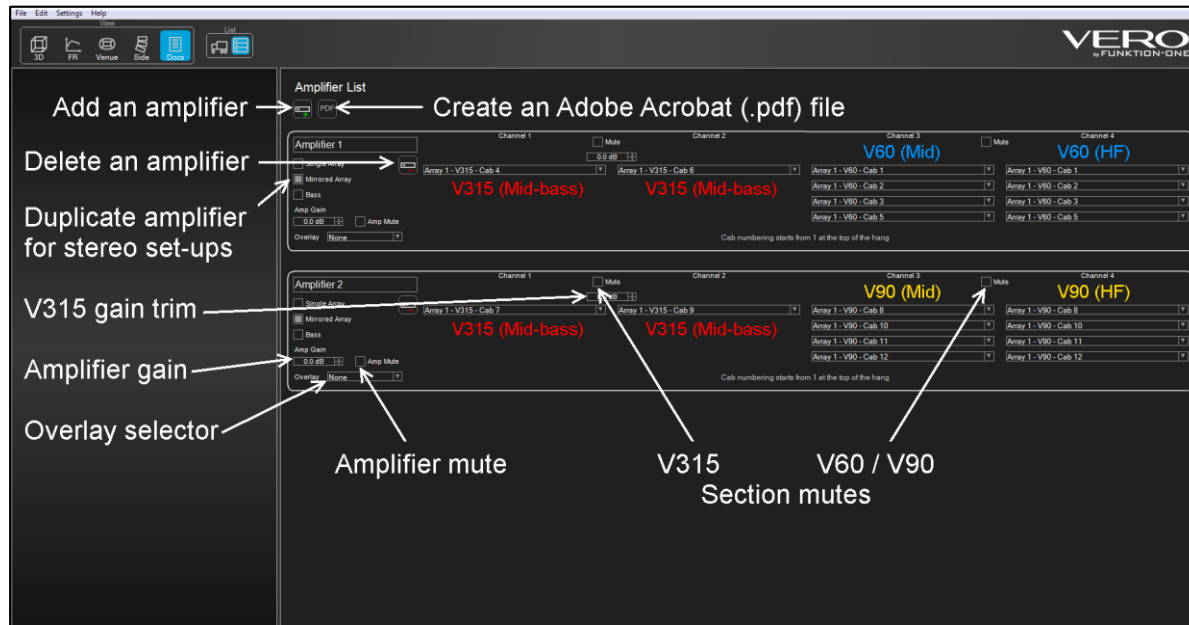 File Edit Settings Help
View
List
3D FR Venue Side Docs
VERO
by FUNKTION-ONE
Amplifier List
Add an amplifier
PDF
Create an Adobe Acrobat (.pdf) file
Amplifier 1
Channel 1
Mute
Channel 2
Channel 3
Mute
Channel 4
V60 (Mid)
V60 (HF)
0.0 dB
Delete an amplifier
Single Array
Array 1 - V315 - Cab 4
Array 1 - V315 - Cab 6
Array 1 - V60 - Cab 1
Array 1 - V60 - Cab 1
Mirrored Array
V315 (Mid-bass)
V315 (Mid-bass)
Array 1 - V60 - Cab 2
Array 1 - V60 - Cab 2
Bass
Array 1 - V60 - Cab 3
Array 1 - V60 - Cab 3
Duplicate amplifier
for stereo set-ups
Amp Gain
Array 1 - V60 - Cab 5
Array 1 - V60 - Cab 5
0.0 dB
Amp Mute
Overlay None
Cab numbering starts from 1 at the top of the hang
Amplifier 2
Channel 1
Mute
Channel 2
Channel 3
Mute
Channel 4
V90 (Mid)
V90 (HF)
V315 gain trim
dB
Single Array
Array 1 - V315 - Cab 7
Array 1 - V315 - Cab 9
Array 1 - V90 - Cab 8
Array 1 - V90 - Cab 8
Mirrored Array
V315 (Mid-bass)
V315 (Mid-bass)
Array 1 - V90 - Cab 10
Array 1 - V90 - Cab 10
Bass
Array 1 - V90 - Cab 11
Array 1 - V90 - Cab 11
Amp Gain
Array 1 - V90 - Cab 12
Array 1 - V90 - Cab 12
Amplifier gain
0.0 dB
Amp Mute
Overlay None
Cab numbering starts from 1 at the top of the hang
Overlay selector
Amplifier mute
V315
V60 / V90
Section mutes